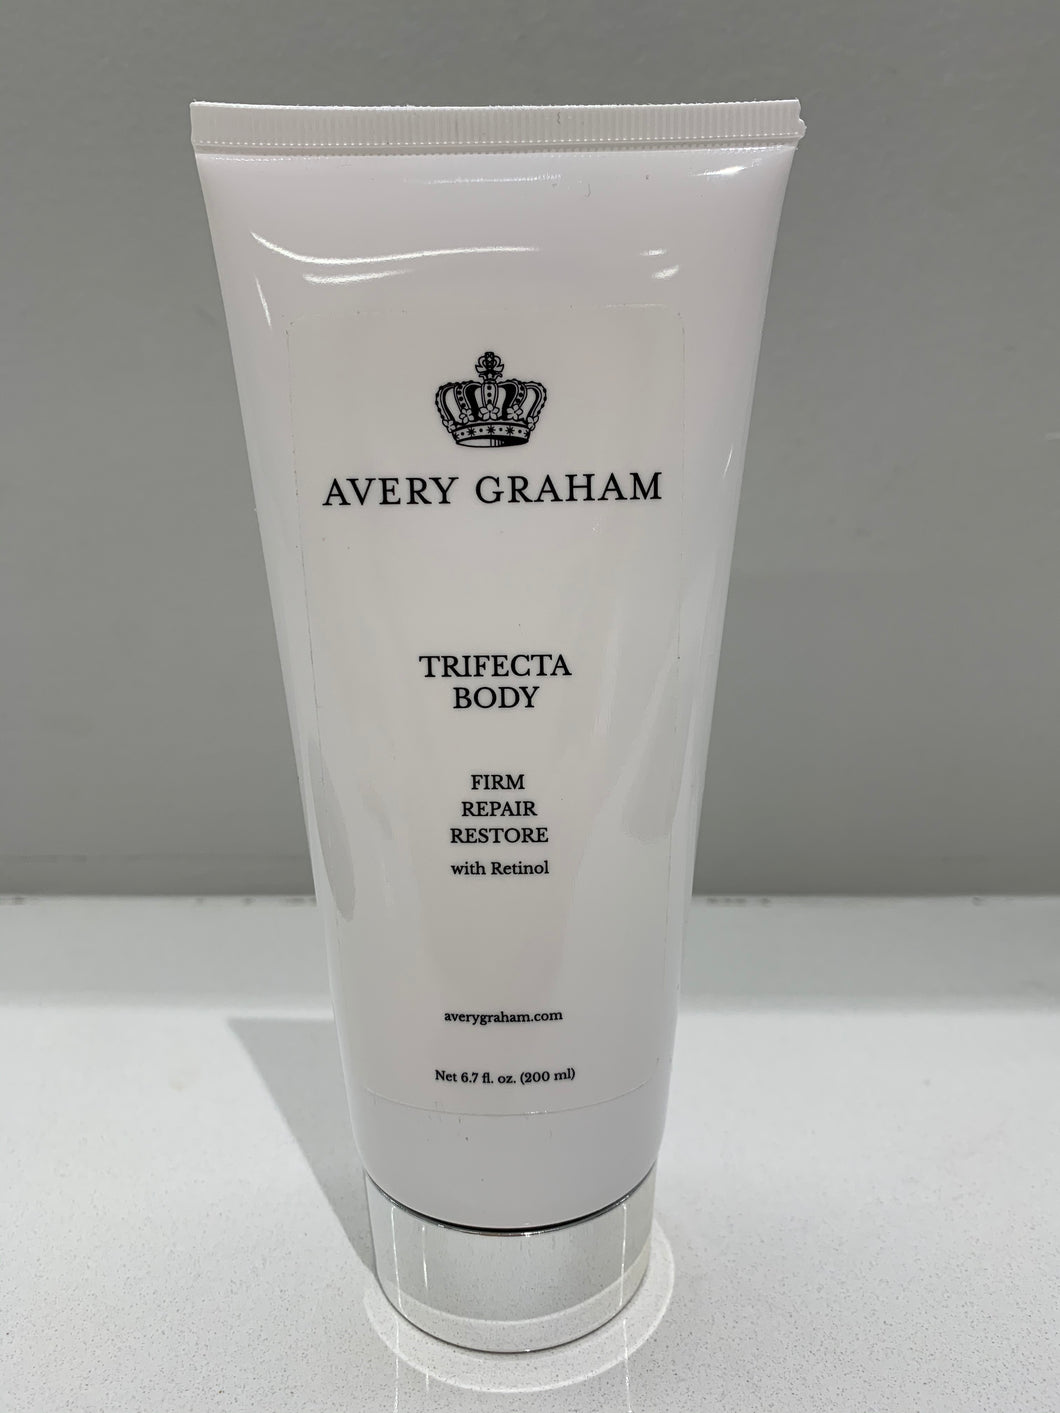 AVERY GRAHAM
TRIFECTA
BODY
FIRM
REPAIR
RESTORE
with Retinol
averygraham.com
Net 6.7 fl. oz. (200 ml)